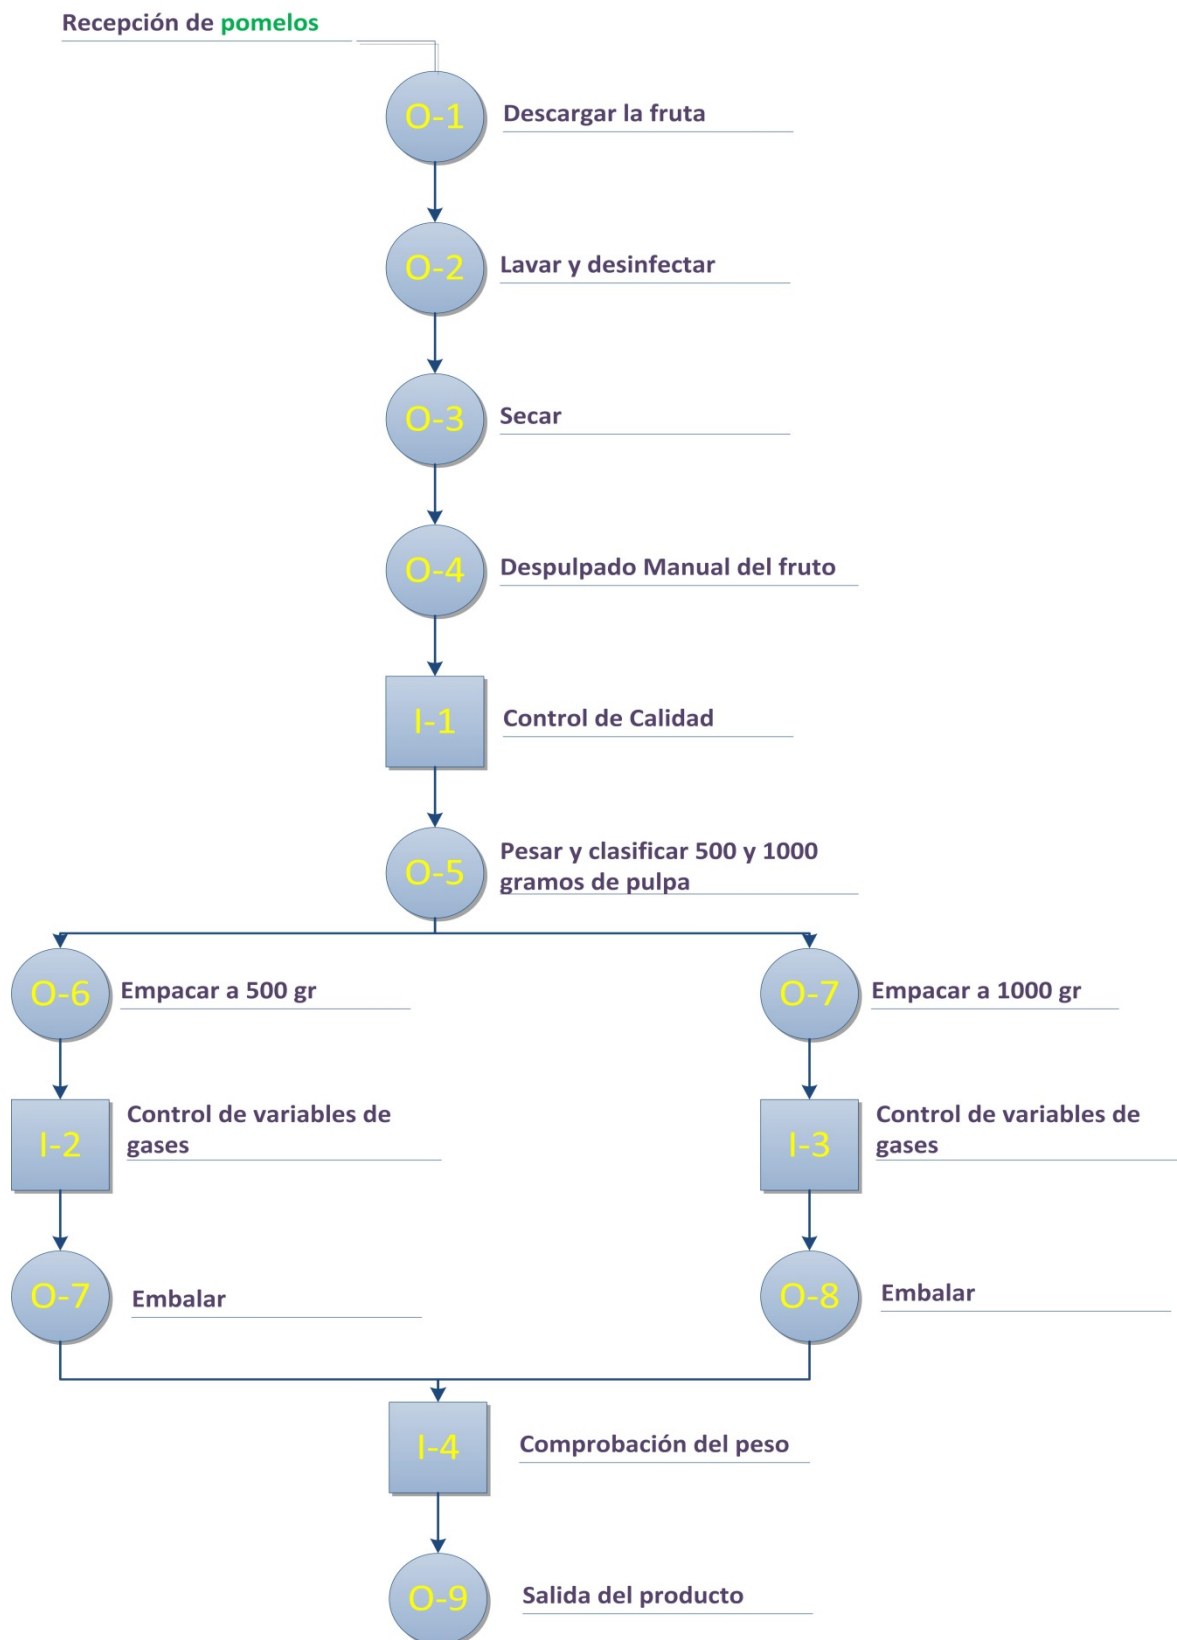 Recepción de pomelos
O-1
Descargar la fruta
O-2
Lavar y desinfectar
O-3
Secar
O-4
Despulpado Manual del fruto
I-1
Control de Calidad
O-5
Pesar y clasificar 500 y 1000
gramos de pulpa
O-6
Empacar a 500 gr
O-7
Empacar a 1000 gr
I-2
Control de variables de
gases
I-3
Control de variables de
gases
O-7
Embalar
O-8
Embalar
I-4
Comprobación del peso
O-9
Salida del producto